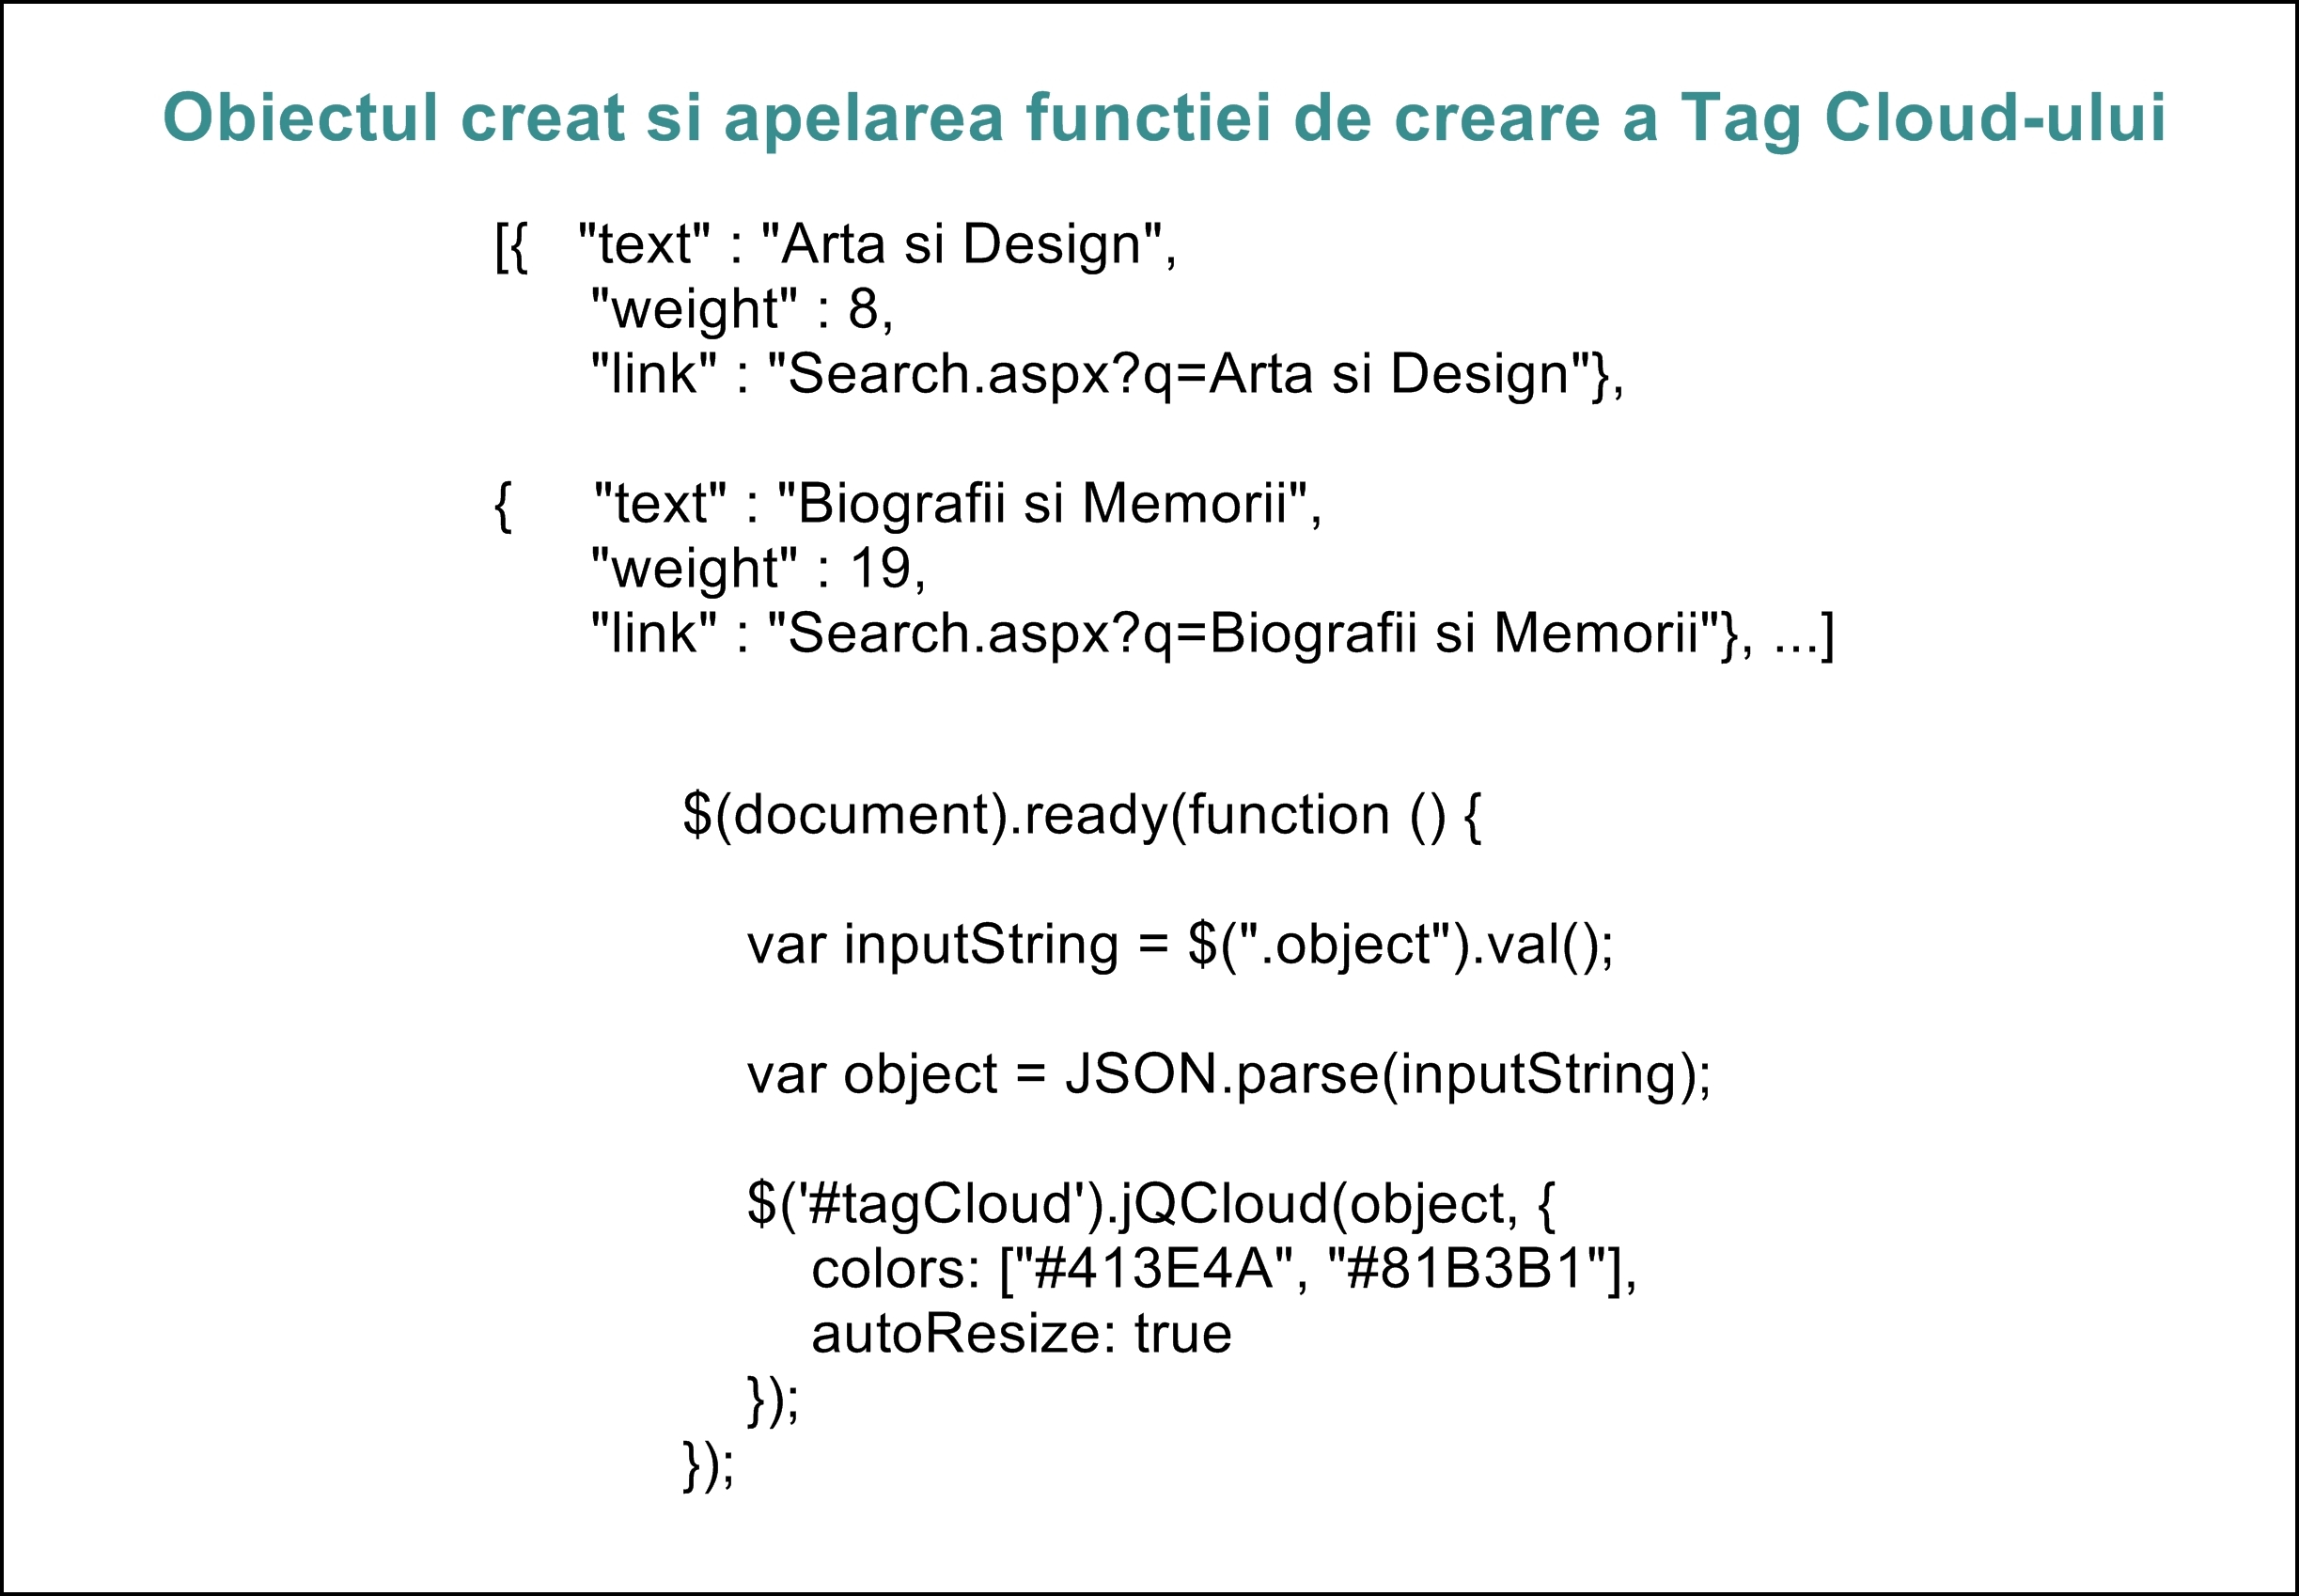 Obiectul creat si apelarea functiei de creare a Tag Cloud-ului
[{ "text" : "Arta si Design",
"weight" : 8,
"link" : "Search.aspx?q=Arta si Design"},
{ "text" : "Biografii si Memorii",
"weight" : 19,
"link" : "Search.aspx?q=Biografii si Memorii"}, ...]
$(document).ready(function () {
var inputString = $(".object").val();
var object = JSON.parse(inputString);
$('#tagCloud').jQCloud(object, {
colors: ["#413E4A", "#81B3B1"],
autoResize: true
});
});